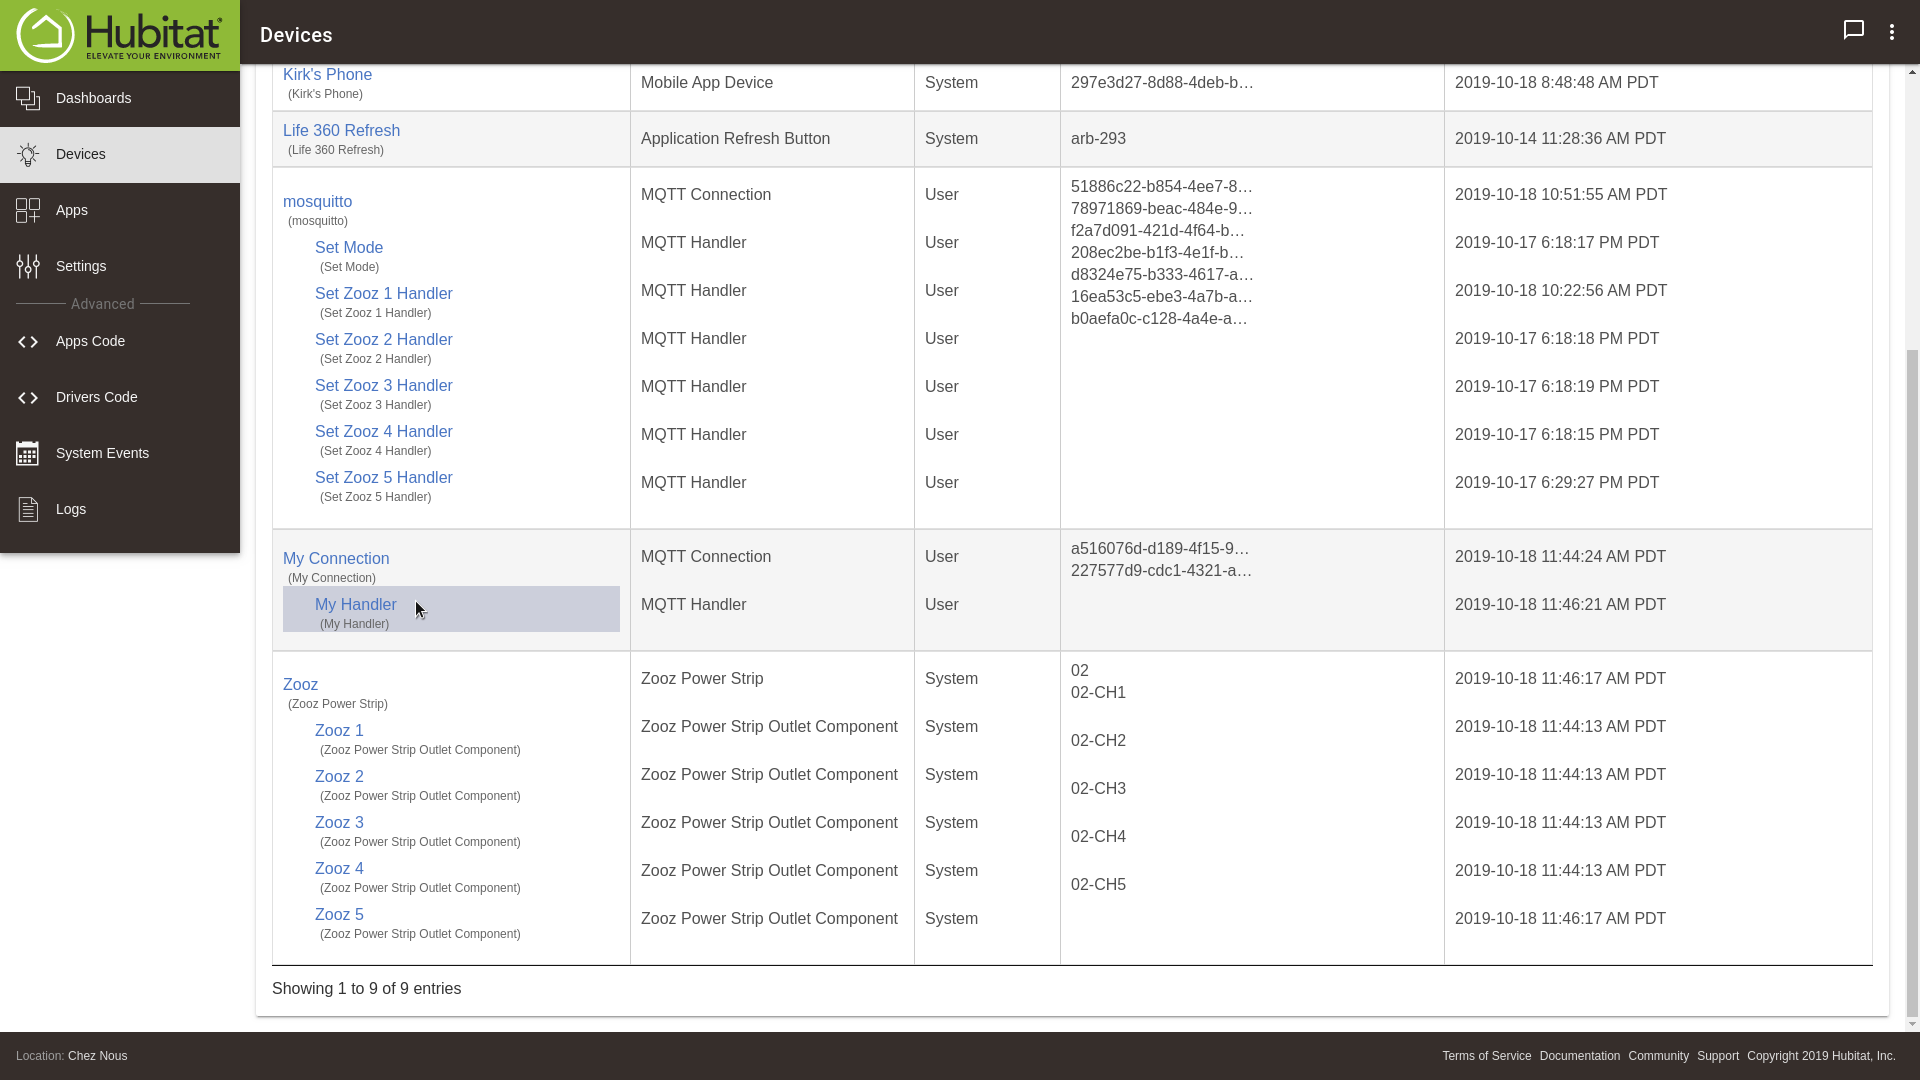 Hubitat
ELEVATE YOUR ENVIRONMENT
Devices
Dashboards
Devices
Apps
Settings
Advanced
Apps Code
Drivers Code
System Events
Logs
Kirk's Phone
(Kirk's Phone)
Mobile App Device
System
297e3d27-8d88-4deb-b…
2019-10-18 8:48:48 AM PDT
Life 360 Refresh
(Life 360 Refresh)
Application Refresh Button
System
arb-293
2019-10-14 11:28:36 AM PDT
mosquitto
(mosquitto)
Set Mode
(Set Mode)
Set Zooz 1 Handler
(Set Zooz 1 Handler)
Set Zooz 2 Handler
(Set Zooz 2 Handler)
Set Zooz 3 Handler
(Set Zooz 3 Handler)
Set Zooz 4 Handler
(Set Zooz 4 Handler)
Set Zooz 5 Handler
(Set Zooz 5 Handler)
MQTT Connection
MQTT Handler
MQTT Handler
MQTT Handler
MQTT Handler
MQTT Handler
MQTT Handler
User
User
User
User
User
User
User
51886c22-b854-4ee7-8…
78971869-beac-484e-9…
f2a7d091-421d-4f64-b…
208ec2be-b1f3-4e1f-b…
d8324e75-b333-4617-a…
16ea53c5-ebe3-4a7b-a…
b0aefa0c-c128-4a4e-a…
2019-10-18 10:51:55 AM PDT
2019-10-17 6:18:17 PM PDT
2019-10-18 10:22:56 AM PDT
2019-10-17 6:18:18 PM PDT
2019-10-17 6:18:19 PM PDT
2019-10-17 6:18:15 PM PDT
2019-10-17 6:29:27 PM PDT
My Connection
(My Connection)
My Handler
(My Handler)
MQTT Connection
MQTT Handler
User
User
a516076d-d189-4f15-9…
227577d9-cdc1-4321-a…
2019-10-18 11:44:24 AM PDT
2019-10-18 11:46:21 AM PDT
Zooz
(Zooz Power Strip)
Zooz 1
(Zooz Power Strip Outlet Component)
Zooz 2
(Zooz Power Strip Outlet Component)
Zooz 3
(Zooz Power Strip Outlet Component)
Zooz 4
(Zooz Power Strip Outlet Component)
Zooz 5
(Zooz Power Strip Outlet Component)
Zooz Power Strip
Zooz Power Strip Outlet Component
Zooz Power Strip Outlet Component
Zooz Power Strip Outlet Component
Zooz Power Strip Outlet Component
Zooz Power Strip Outlet Component
System
System
System
System
System
System
02
02-CH1
02-CH2
02-CH3
02-CH4
02-CH5
2019-10-18 11:46:17 AM PDT
2019-10-18 11:44:13 AM PDT
2019-10-18 11:44:13 AM PDT
2019-10-18 11:44:13 AM PDT
2019-10-18 11:44:13 AM PDT
2019-10-18 11:46:17 AM PDT
Showing 1 to 9 of 9 entries
Location: Chez Nous
Terms of Service Documentation Community Support Copyright 2019 Hubitat, Inc.